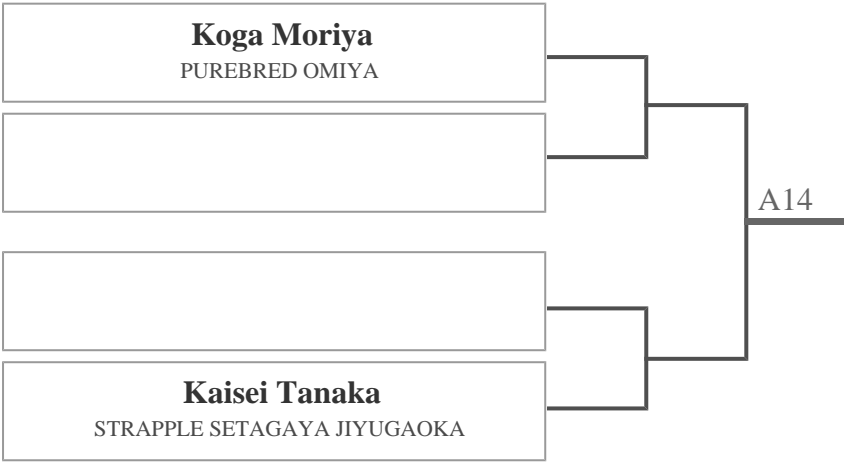 Koga Moriya
PUREBRED OMIYA
A14
Kaisei Tanaka
STRAPPLE SETAGAYA JIYUGAOKA